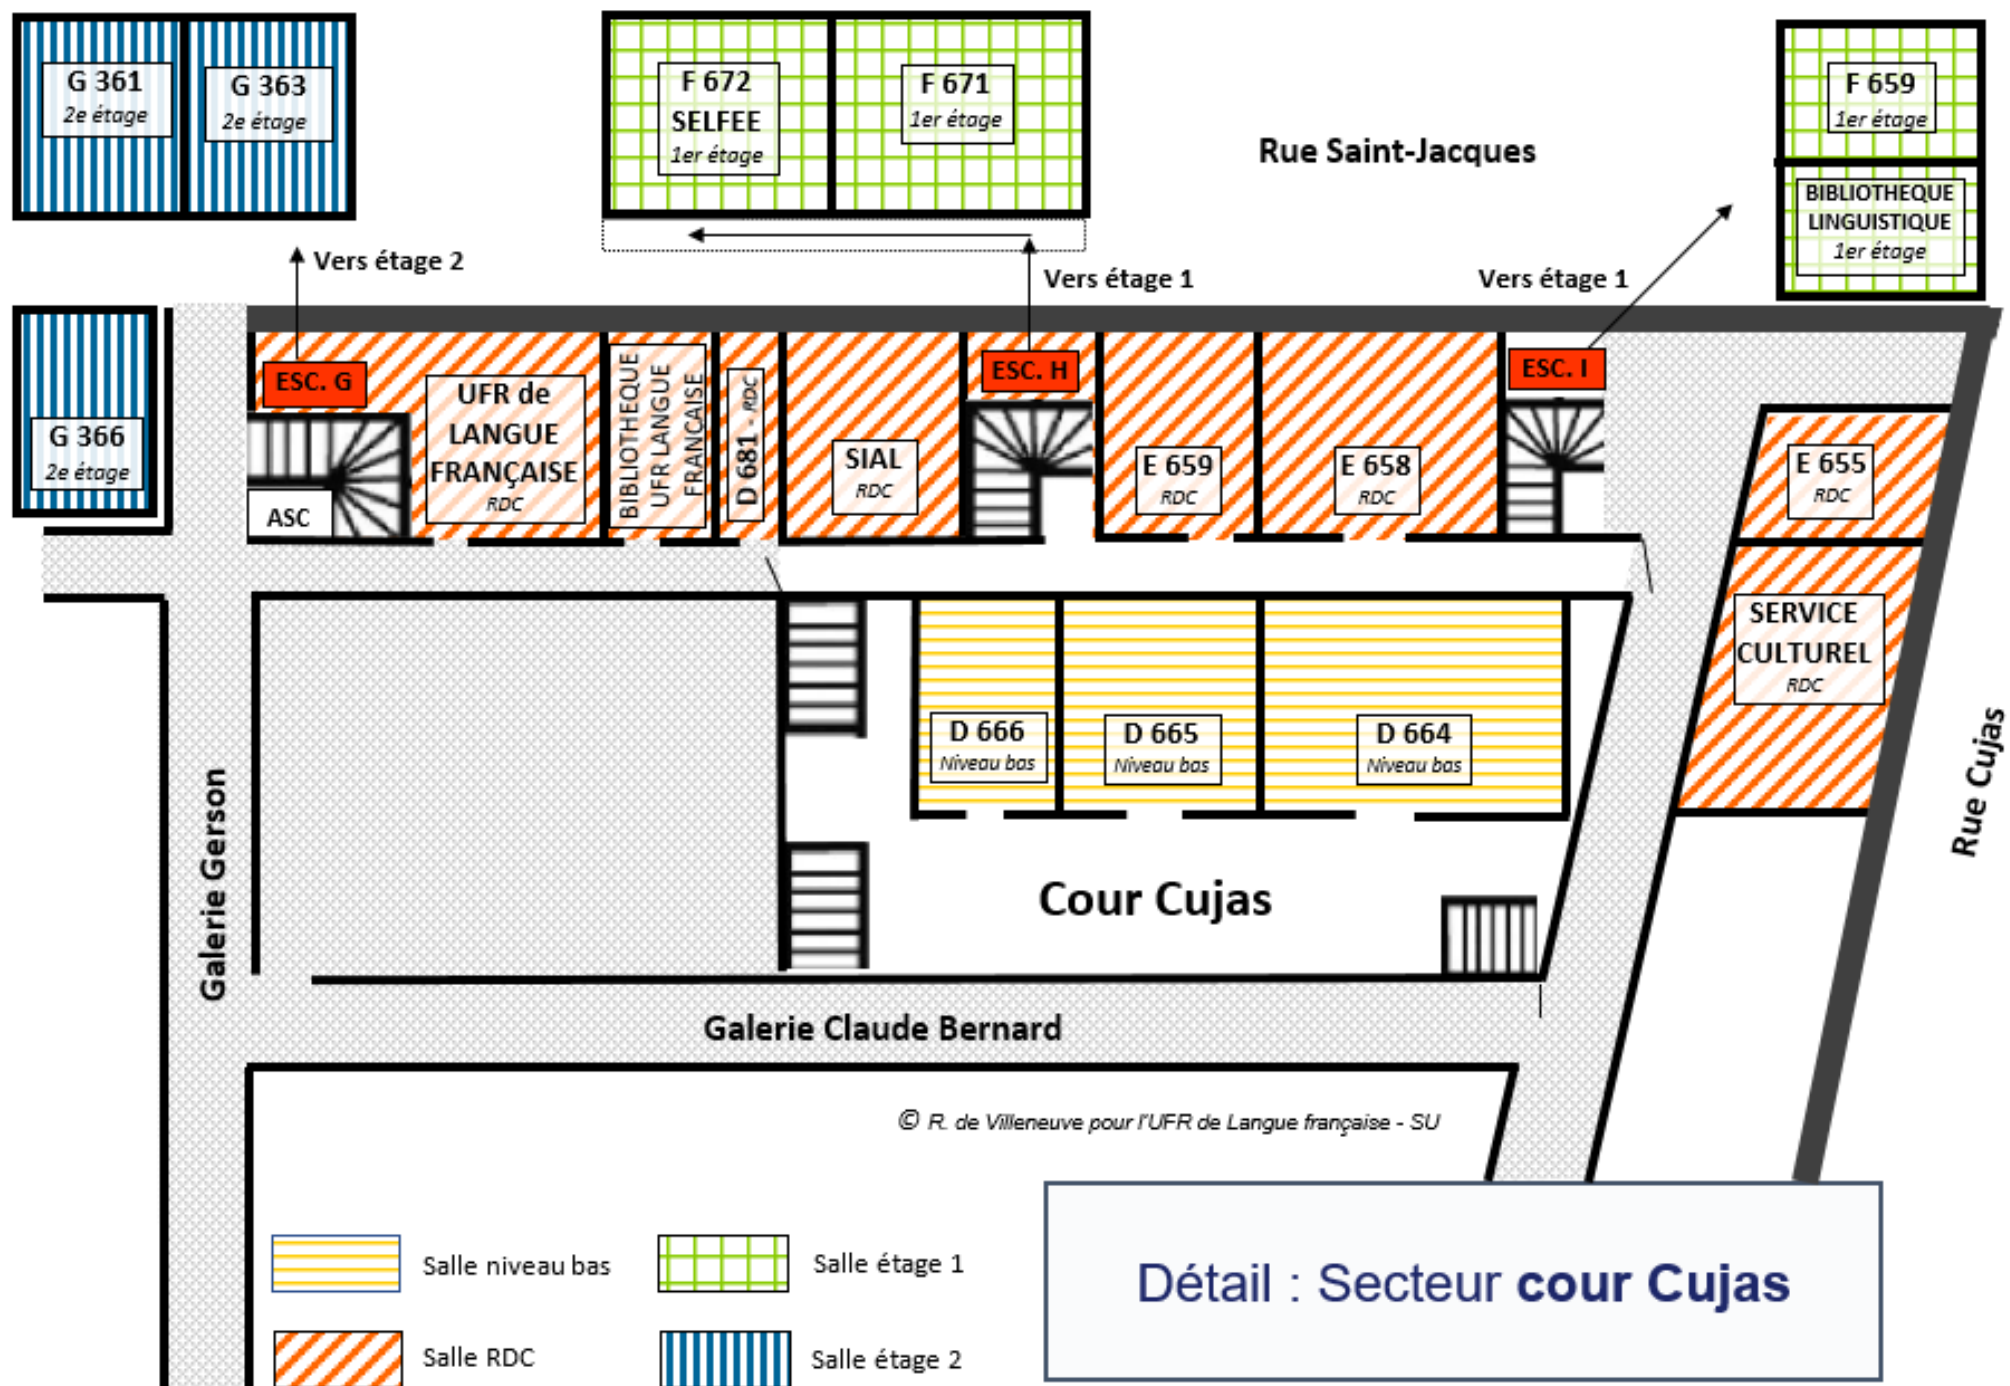 G 361
2e étage
G 363
2e étage
F 672
SELFEE
1er étage
F 671
1er étage
Rue Saint-Jacques
F 659
1er étage
BIBLIOTHEQUE
LINGUISTIQUE
1er étage
Vers étage 2
Vers étage 1
Vers étage 1
G 366
2e étage
ESC. G
ASC
UFR de
LANGUE
FRANÇAISE
RDC
BIBLIOTHEQUE
UFR LANGUE
FRANCAISE
D 681 - RDC
SIAL
RDC
ESC. H
E 659
RDC
E 658
RDC
ESC. I
E 655
RDC
SERVICE
CULTUREL
RDC
D 666
Niveau bas
D 665
Niveau bas
D 664
Niveau bas
Rue Cujas
Galerie Gerson
Cour Cujas
Galerie Claude Bernard
© R. de Villeneuve pour l'UFR de Langue française - SU
Salle niveau bas
Salle étage 1
Salle RDC
Salle étage 2
Détail : Secteur cour Cujas